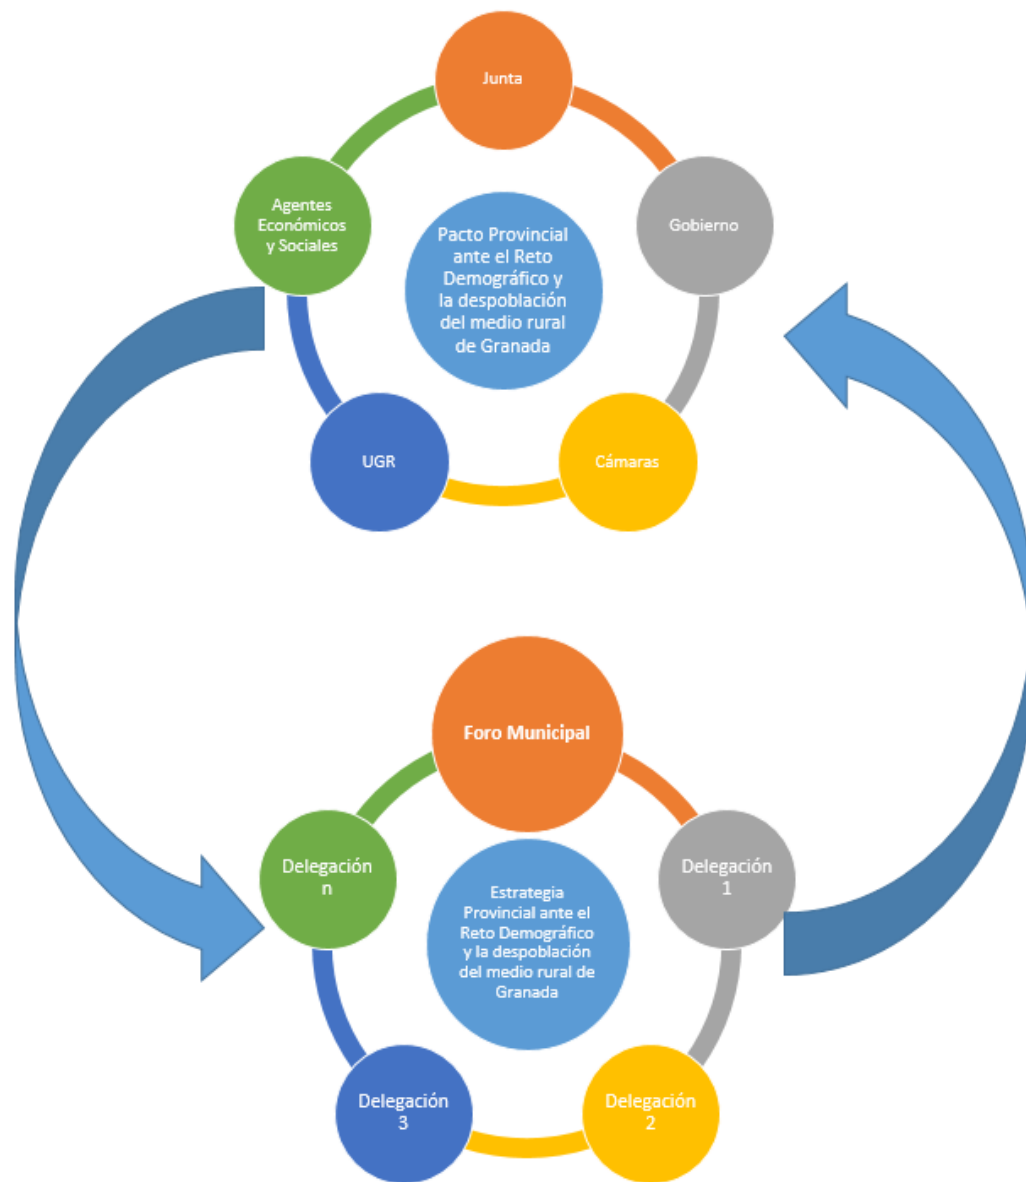 Junta
Agentes
Económicos
y Sociales
Gobierno
Pacto Provincial
ante el Reto
Demográfico y
la despoblación
del medio rural
de Granada
UGR
Cámaras
Foro Municipal
Delegación
n
Delegación
1
Estrategia
Provincial ante el
Reto Demográfico
y la despoblación
del medio rural de
Granada
Delegación
3
Delegación
2